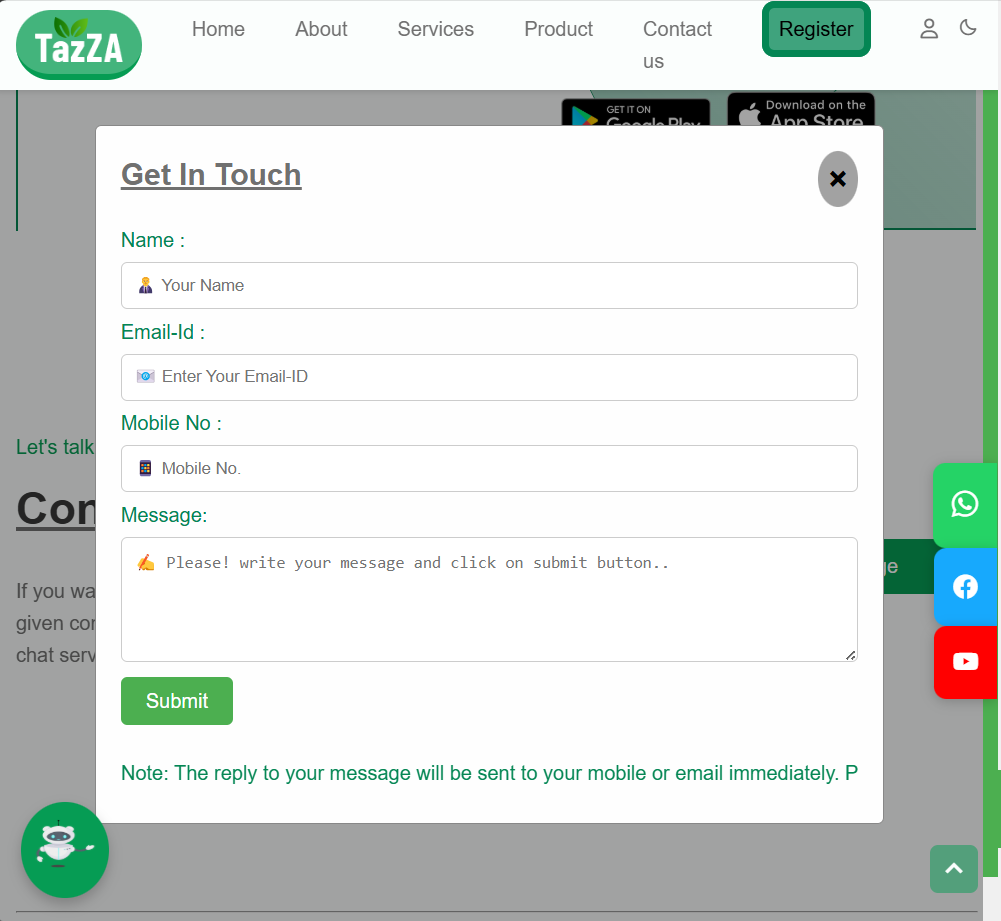 TazZA
Home
About
Services
Product
Contact
us
Register
GET IT ON
Google Play
Download on the
App Store
Get In Touch
Name :
Your Name
Email-Id :
Enter Your Email-ID
Mobile No :
Mobile No.
Message:
Please! write your message and click on submit button..
Submit
Note: The reply to your message will be sent to your mobile or email immediately. P
Let's talk
Con
If you wa
given cor
chat serv
ge